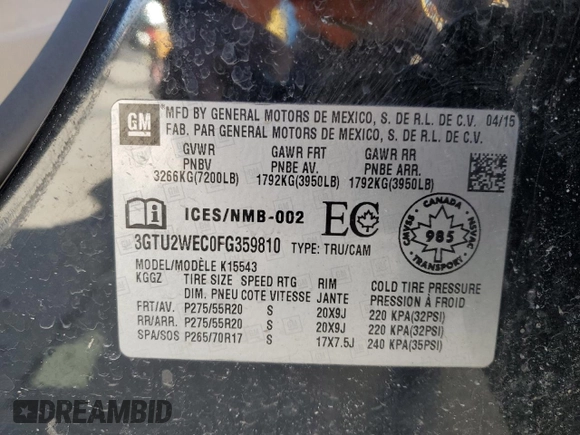 GM
*MFD BY GENERAL MOTORS DE MEXICO, S. DE R.L. DE C.V. 04/15
FAB. PAR GENERAL MOTORS DE MEXICO, S. DE R.L. DE C.V.
GVWR GAWR FRT GAWR RR
PNBV PNBE AV. PNBE ARR.
3266KG(7200LB) 1792KG(3950LB) 1792KG(3950LB)
ICES/NMB-002 EC
CANADA
CMVSS 985 NSVAC
TRANSPORT
3GTU2WEC0FG359810 TYPE: TRU/CAM
MODEL/MODÈLE K15543
KGGZ TIRE SIZE SPEED RTG RIM COLD TIRE PRESSURE
DIM. PNEU COTE VITESSE JANTE PRESSION À FROID
FRT/AV. P275/55R20 S 20X9J 220 KPA(32PSI)
RR/ARR. P275/55R20 S 20X9J 220 KPA(32PSI)
SPA/SOS P265/70R17 S 17X7.5J 240 KPA(35PSI)
DREAMBID